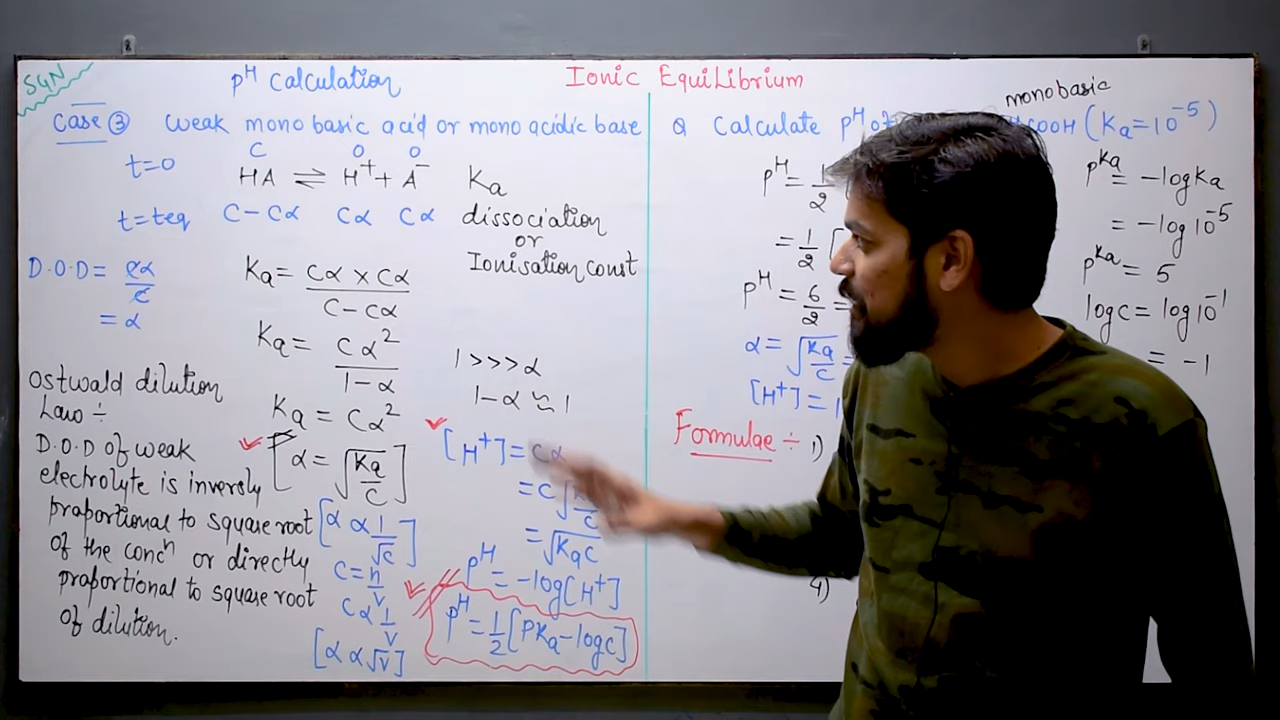 SGN
pH Calculation
Ionic Equilibrium
Case ③ weak mono basic acid or mono acidic base
t=0
C O O
HA ⇌ H⁺ + A⁻ Ka
t=teq C-Cα Cα Cα dissociation
or
Ionisation const
D.O.D = cα/c
= α
Ka = Cα × Cα / C-Cα
Ka = Cα² / 1-α
1 >>> α
1-α ≈ 1
Ka = Cα²
[α = √Ka/C]
Ostwald dilution
Law ÷
D.O.D of weak
electrolyte is inversly
proportional to square root
of the concⁿ or directly
proportional to square root
of dilution.
[α α 1/√C]
C = n/v
C α 1/v
[α α √v]
[H⁺] = Cα
= C√
= √KaC
pH = -log[H⁺]
pH = 1/2 [PKa - logC]
monobasic
Q Calculate pH of COOH (Ka=10⁻⁵)
pH = 1/2
= 1/2 [
pH = 6/2 =
α = √Ka/C =
[H⁺] = 1
pKa = -logKa
= -log10⁻⁵
pKa = 5
logC = log10⁻¹
= -1
Formulae ÷ 1)
4)